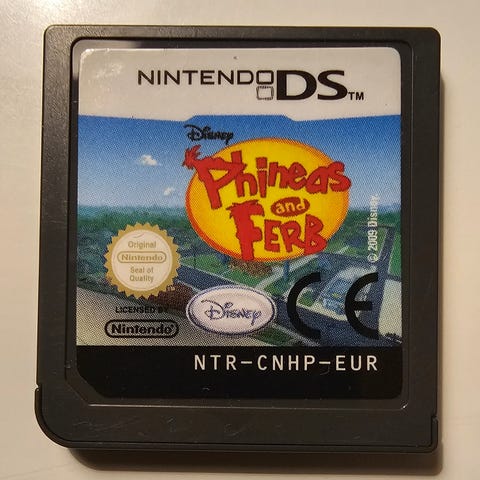 NINTENDO DS™
Disney
Phineas
and
FERB
© 2009 Disney.
Original
Nintendo
Seal of
Quality
LICENSED BY
Nintendo
Disney
CE
NTR-CNHP-EUR